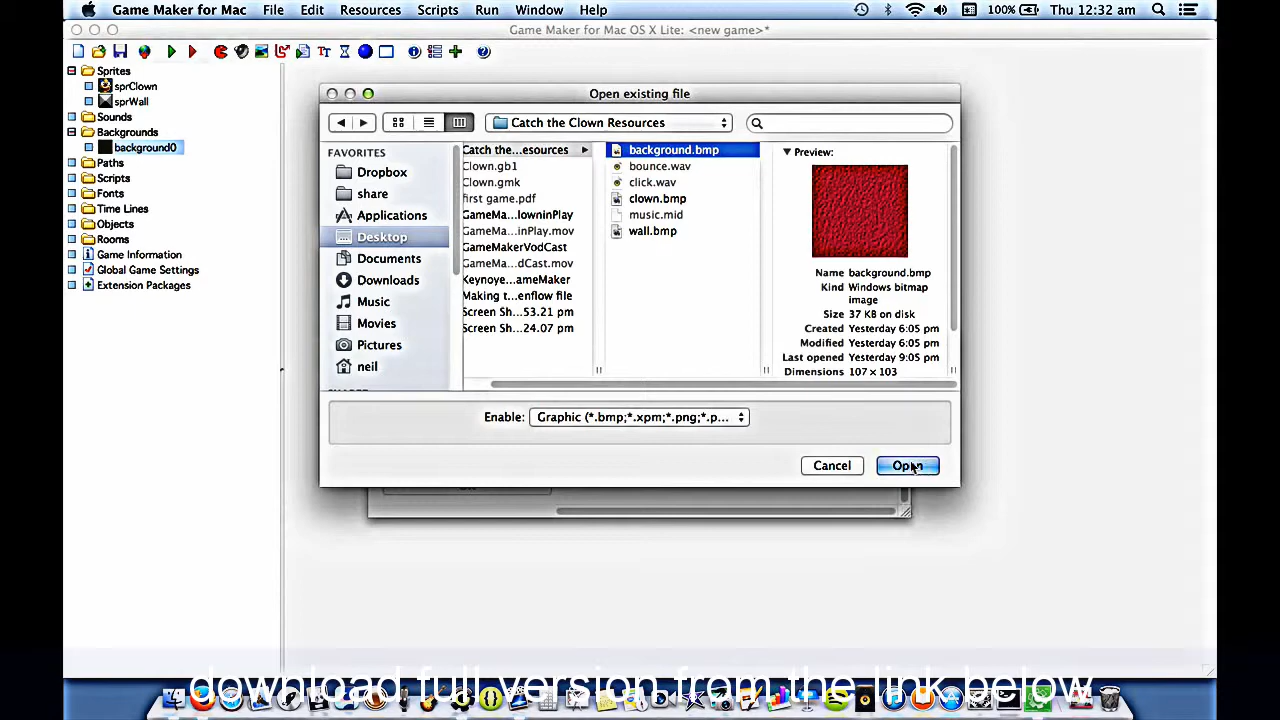 Game Maker for Mac File Edit Resources Scripts Run Window Help 100% Thu 12:32 am
Game Maker for Mac OS X Lite: <new game>*
Sprites
sprClown
sprWall
Sounds
Backgrounds
background0
Paths
Scripts
Fonts
Time Lines
Objects
Rooms
Game Information
Global Game Settings
Extension Packages
Open existing file
Catch the Clown Resources
FAVORITES
Dropbox
share
Applications
Desktop
Documents
Downloads
Music
Movies
Pictures
neil
Catch the...esources
Clown.gb1
Clown.gmk
first game.pdf
GameMa...lowninPlay
GameMa...inPlay.mov
GameMakerVodCast
GameMa...dCast.mov
Keynoye...ameMaker
Making t...enflow file
Screen Sh...53.21 pm
Screen Sh...24.07 pm
background.bmp
bounce.wav
click.wav
clown.bmp
music.mid
wall.bmp
Preview:
Name background.bmp
Kind Windows bitmap
image
Size 37 KB on disk
Created Yesterday 6:05 pm
Modified Yesterday 6:05 pm
Last opened Yesterday 9:05 pm
Dimensions 107 × 103
Enable: Graphic (*.bmp;*.xpm;*.png;*.p...
Cancel Open
download full version from the link below